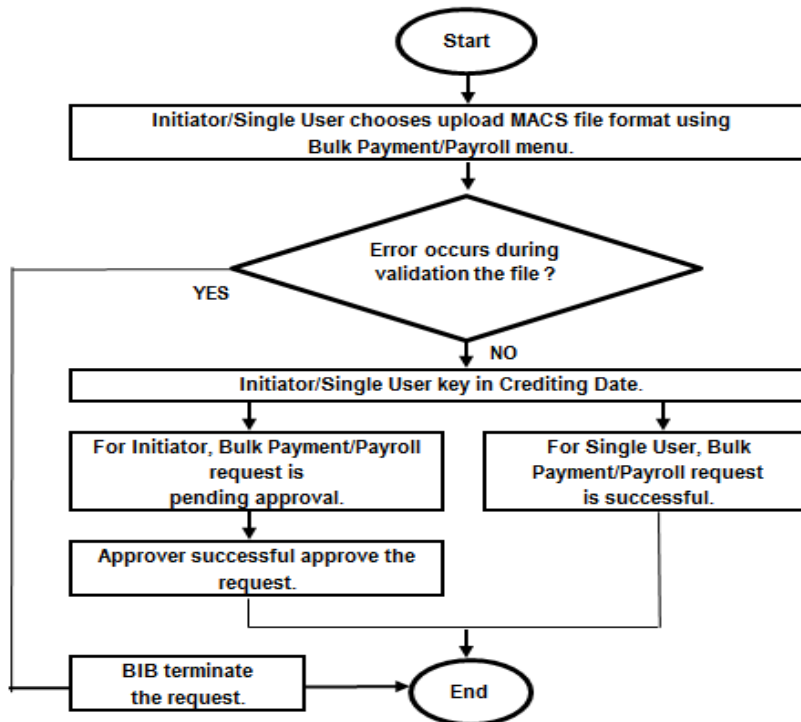 Start
Initiator/Single User chooses upload MACS file format using
Bulk Payment/Payroll menu.
Error occurs during
validation the file ?
YES
NO
Initiator/Single User key in Crediting Date.
For Initiator, Bulk Payment/Payroll
request is
pending approval.
For Single User, Bulk
Payment/Payroll request
is successful.
Approver successful approve the
request.
BIB terminate
the request.
End